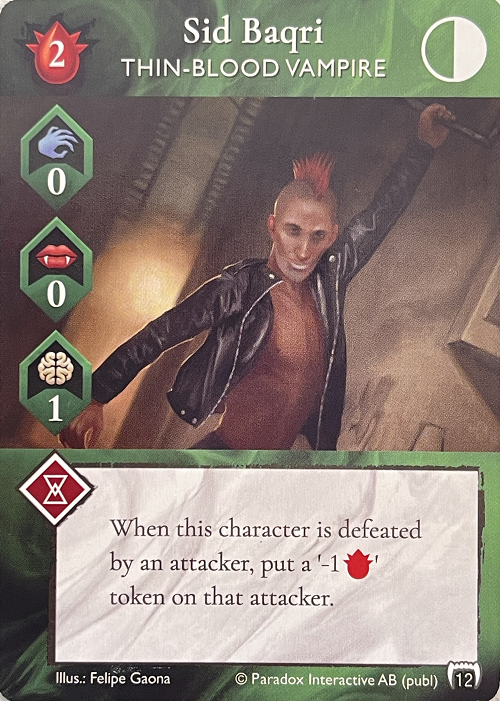 2
Sid Baqri
THIN-BLOOD VAMPIRE
0
0
1
When this character is defeated
by an attacker, put a '-1 '
token on that attacker.
Illus.: Felipe Gaona
© Paradox Interactive AB (publ)
12